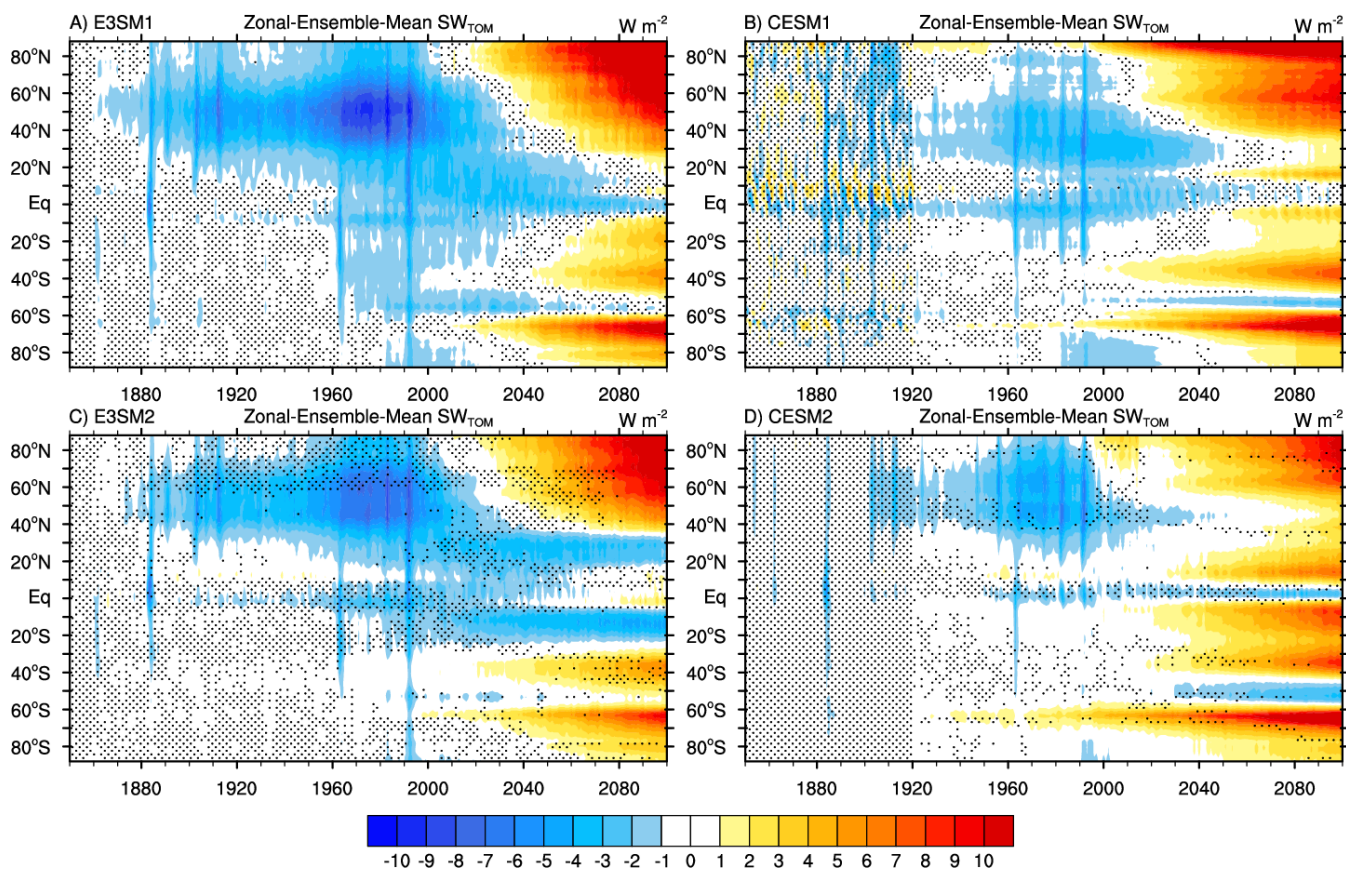 A) E3SM1 Zonal-Ensemble-Mean SW_TOM W m⁻²
80°N
60°N
40°N
20°N
Eq
20°S
40°S
60°S
80°S
1880 1920 1960 2000 2040 2080
B) CESM1 Zonal-Ensemble-Mean SW_TOM W m⁻²
80°N
60°N
40°N
20°N
Eq
20°S
40°S
60°S
80°S
1880 1920 1960 2000 2040 2080
C) E3SM2 Zonal-Ensemble-Mean SW_TOM W m⁻²
80°N
60°N
40°N
20°N
Eq
20°S
40°S
60°S
80°S
1880 1920 1960 2000 2040 2080
D) CESM2 Zonal-Ensemble-Mean SW_TOM W m⁻²
80°N
60°N
40°N
20°N
Eq
20°S
40°S
60°S
80°S
1880 1920 1960 2000 2040 2080
-10 -9 -8 -7 -6 -5 -4 -3 -2 -1 0 1 2 3 4 5 6 7 8 9 10